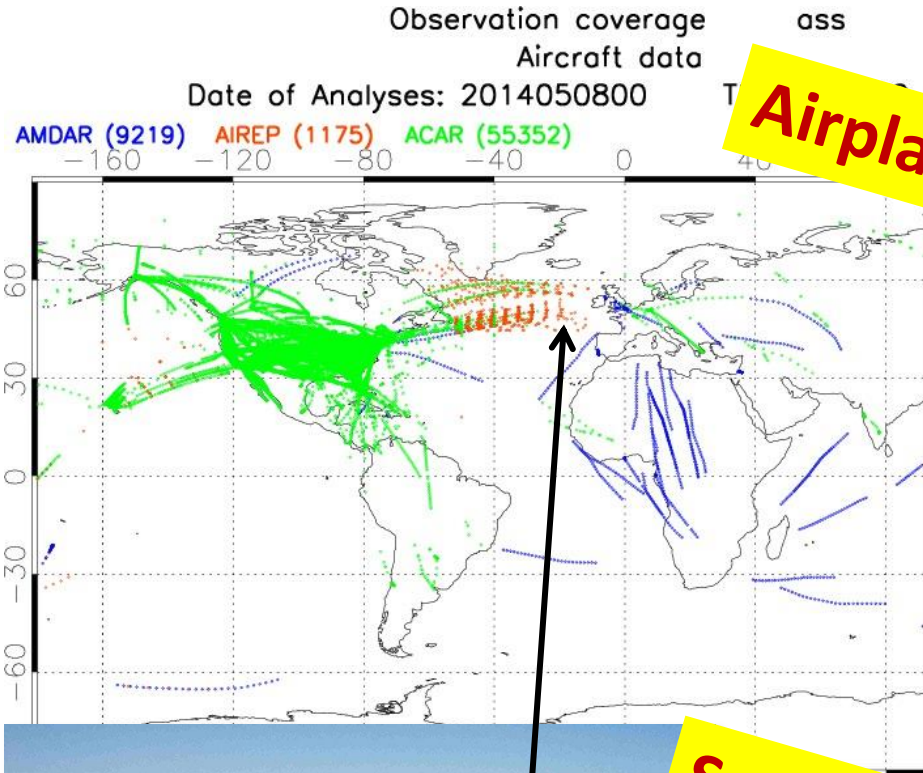 Observation coverage ass
Aircraft data
Date of Analyses: 2014050800
AMDAR (9219) AIREP (1175) ACAR (55352)
-160 -120 -80 -40 0 40
60
30
0
-30
-60